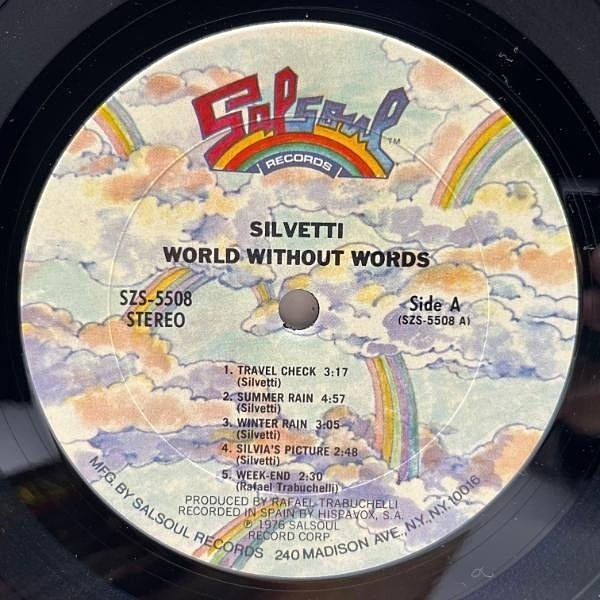 Salsoul TM
RECORDS
SILVETTI
WORLD WITHOUT WORDS
SZS-5508
STEREO
Side A
(SZS-5508 A)
1. TRAVEL CHECK 3:17
(Silvetti)
2. SUMMER RAIN 4:57
(Silvetti)
3. WINTER RAIN 3:05
(Silvetti)
4. SILVIA'S PICTURE 2:48
(Silvetti)
5. WEEK-END 2:30
(Rafael Trabuchelli)
PRODUCED BY RAFAEL TRABUCHELLI
RECORDED IN SPAIN BY HISPAVOX, S.A.
℗ 1976 SALSOUL
RECORD CORP.
MFG. BY SALSOUL RECORDS 240 MADISON AVE., NY, NY. 10016